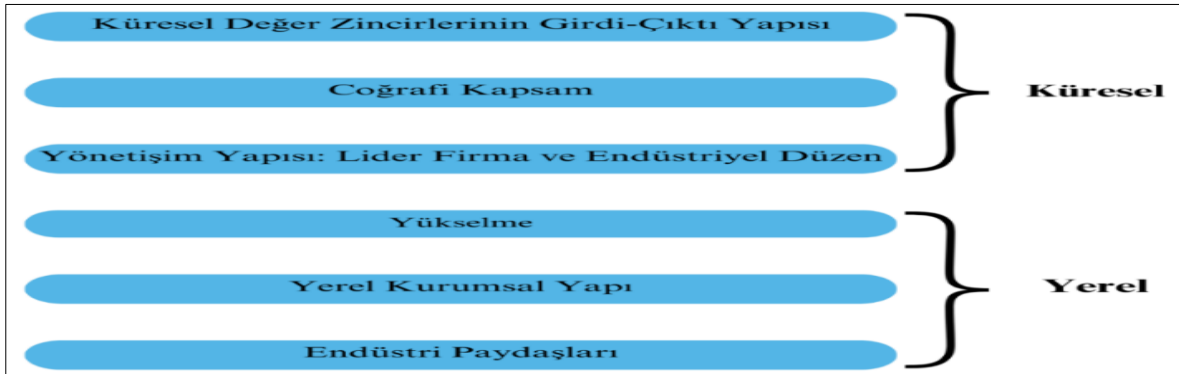 Küresel Değer Zincirlerinin Girdi-Çıktı Yapısı
Coğrafi Kapsam
Küresel
Yönetişim Yapısı: Lider Firma ve Endüstriyel Düzen
Yükselme
Yerel Kurumsal Yapı
Yerel
Endüstri Paydaşları